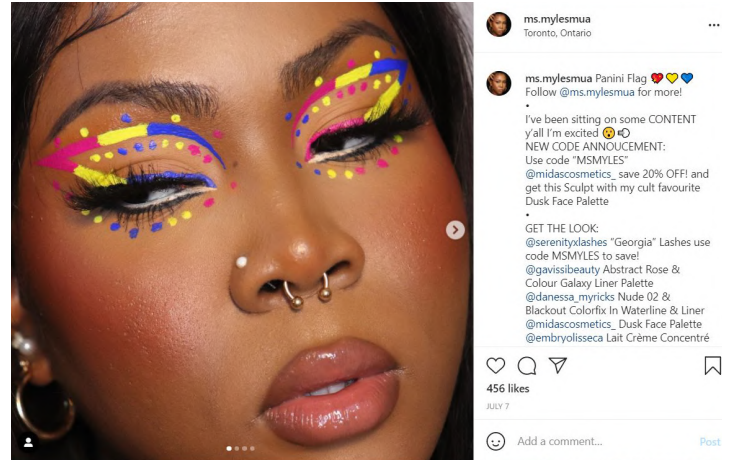 ms.mylesmua
Toronto, Ontario
ms.mylesmua Panini Flag
Follow @ms.mylesmua for more!
•
I've been sitting on some CONTENT
y'all I'm excited
NEW CODE ANNOUCEMENT:
Use code "MSMYLES"
@midascosmetics_ save 20% OFF! and
get this Sculpt with my cult favourite
Dusk Face Palette
•
GET THE LOOK:
@serenityxlashes "Georgia" Lashes use
code MSMYLES to save!
@gavissibeauty Abstract Rose &
Colour Galaxy Liner Palette
@danessa_myricks Nude 02 &
Blackout Colorfix In Waterline & Liner
@midascosmetics_ Dusk Face Palette
@embryolisseca Lait Crème Concentré
456 likes
JULY 7
Add a comment...
Post